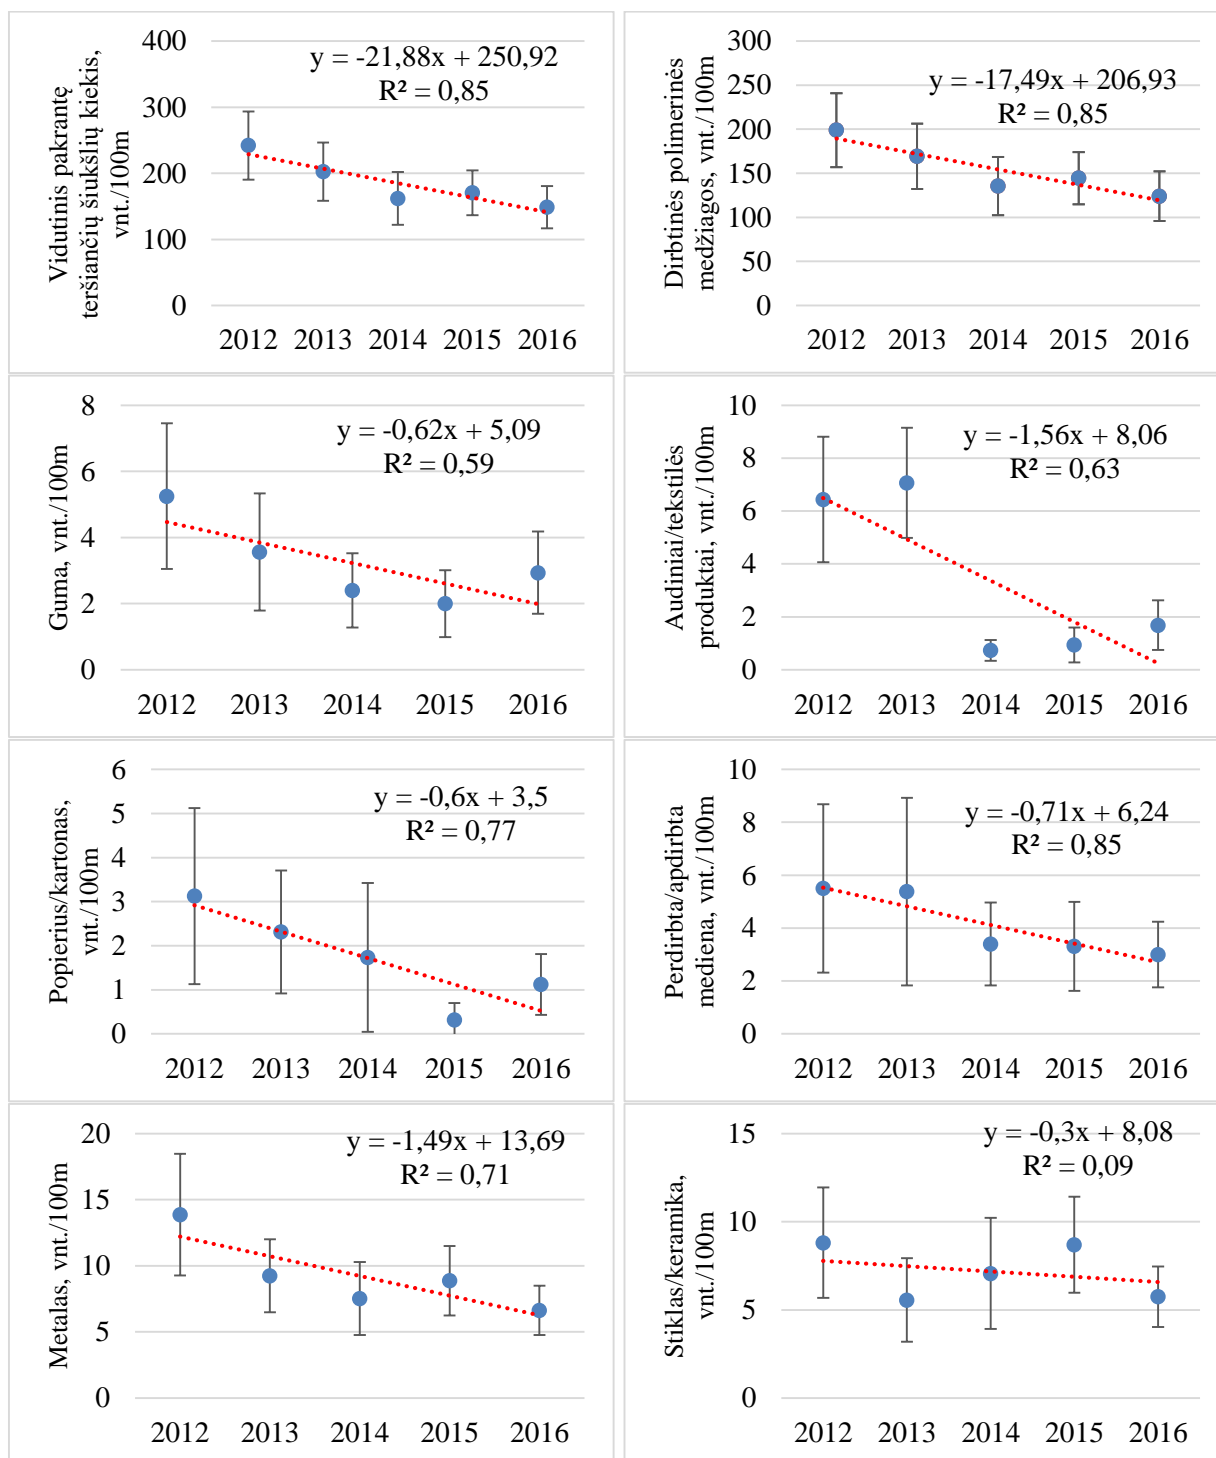 Vidutinis pakrantę
teršiančių šiukšlių kiekis,
vnt./100m
400
300
200
100
0
y = -21,88x + 250,92
R² = 0,85
2012 2013 2014 2015 2016
Dirbtinės polimerinės
medžiagos, vnt./100m
300
250
200
150
100
50
0
y = -17,49x + 206,93
R² = 0,85
2012 2013 2014 2015 2016
Guma, vnt./100m
8
6
4
2
0
y = -0,62x + 5,09
R² = 0,59
2012 2013 2014 2015 2016
Audiniai/tekstilės
produktai, vnt./100m
10
8
6
4
2
0
y = -1,56x + 8,06
R² = 0,63
2012 2013 2014 2015 2016
Popierius/kartonas,
vnt./100m
6
5
4
3
2
1
0
y = -0,6x + 3,5
R² = 0,77
2012 2013 2014 2015 2016
Perdirbta/apdirbta
mediena, vnt./100m
10
8
6
4
2
0
y = -0,71x + 6,24
R² = 0,85
2012 2013 2014 2015 2016
Metalas, vnt./100m
20
15
10
5
0
y = -1,49x + 13,69
R² = 0,71
2012 2013 2014 2015 2016
Stiklas/keramika,
vnt./100m
15
10
5
0
y = -0,3x + 8,08
R² = 0,09
2012 2013 2014 2015 2016